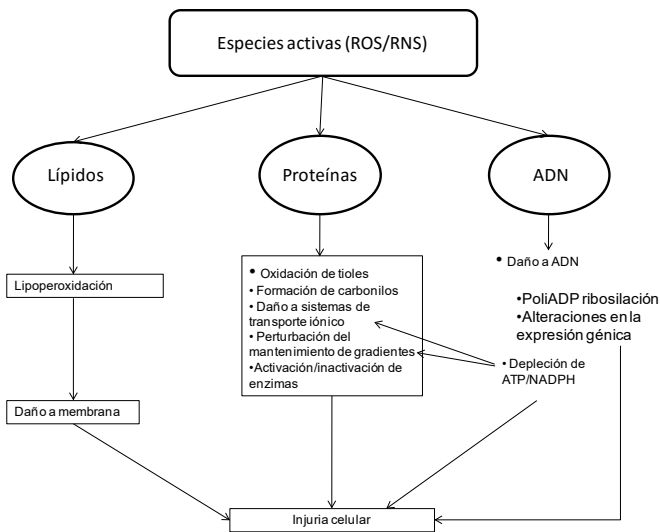 Especies activas (ROS/RNS)
Lípidos
Proteínas
ADN
Lipoperoxidación
Daño a membrana
• Oxidación de tioles
• Formación de carbonilos
• Daño a sistemas de
transporte iónico
• Perturbación del
mantenimiento de gradientes
•Activación/inactivación de
enzimas
• Daño a ADN
•PoliADP ribosilación
•Alteraciones en la
expresión génica
• Depleción de
ATP/NADPH
Injuria celular